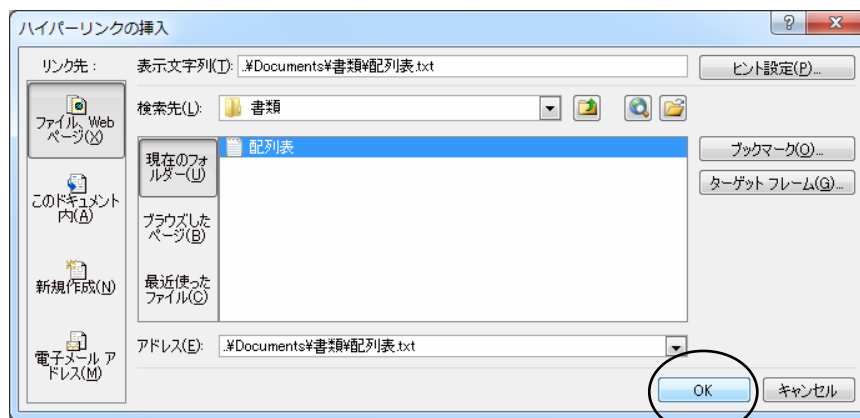 ハイパーリンクの挿入
リンク先：
表示文字列(T): .¥Documents¥書類¥配列表.txt
ヒント設定(P)...
ファイル、Web
ページ(X)
検索先(L):
書類
このドキュメント
内(A)
新規作成(N)
電子メール ア
ドレス(M)
現在のフォ
ルダー(U)
ブラウズした
ページ(B)
最近使った
ファイル(C)
配列表
ブックマーク(O)...
ターゲット フレーム(G)...
アドレス(E): .¥Documents¥書類¥配列表.txt
OK
キャンセル